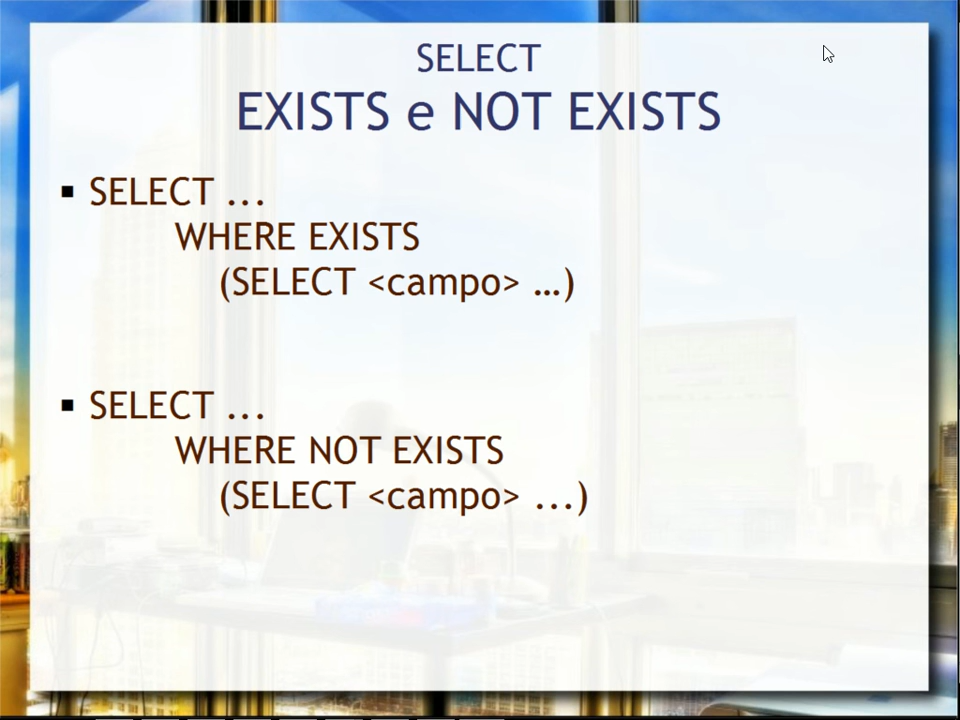 SELECT
EXISTS e NOT EXISTS
▪ SELECT ...
WHERE EXISTS
(SELECT <campo> …)
▪ SELECT ...
WHERE NOT EXISTS
(SELECT <campo> ...)